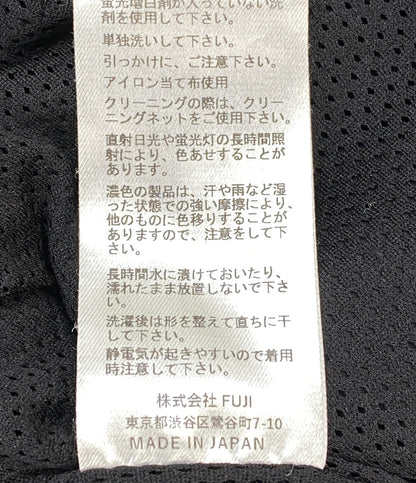 蛍光増白剤が入っていない洗
剤を使用して下さい。
単独洗いして下さい。
引っかけに、ご注意下さい。
アイロン当て布使用
クリーニングの際は、クリー
ニングネットをご使用下さい。
直射日光や蛍光灯の長時間照
射により、色あせすることが
あります。
濃色の製品は、汗や雨など湿
った状態での強い摩擦により、
他のものに色移りすることが
ありますので、注意をして下
さい。
長時間水に漬けておいたり、
濡れたまま放置しないで下さ
い。
洗濯後は形を整えて直ちに干
して下さい。
静電気が起きやすいので着用
時注意して下さい。
株式会社 FUJI
東京都渋谷区鶯谷町7-10
MADE IN JAPAN